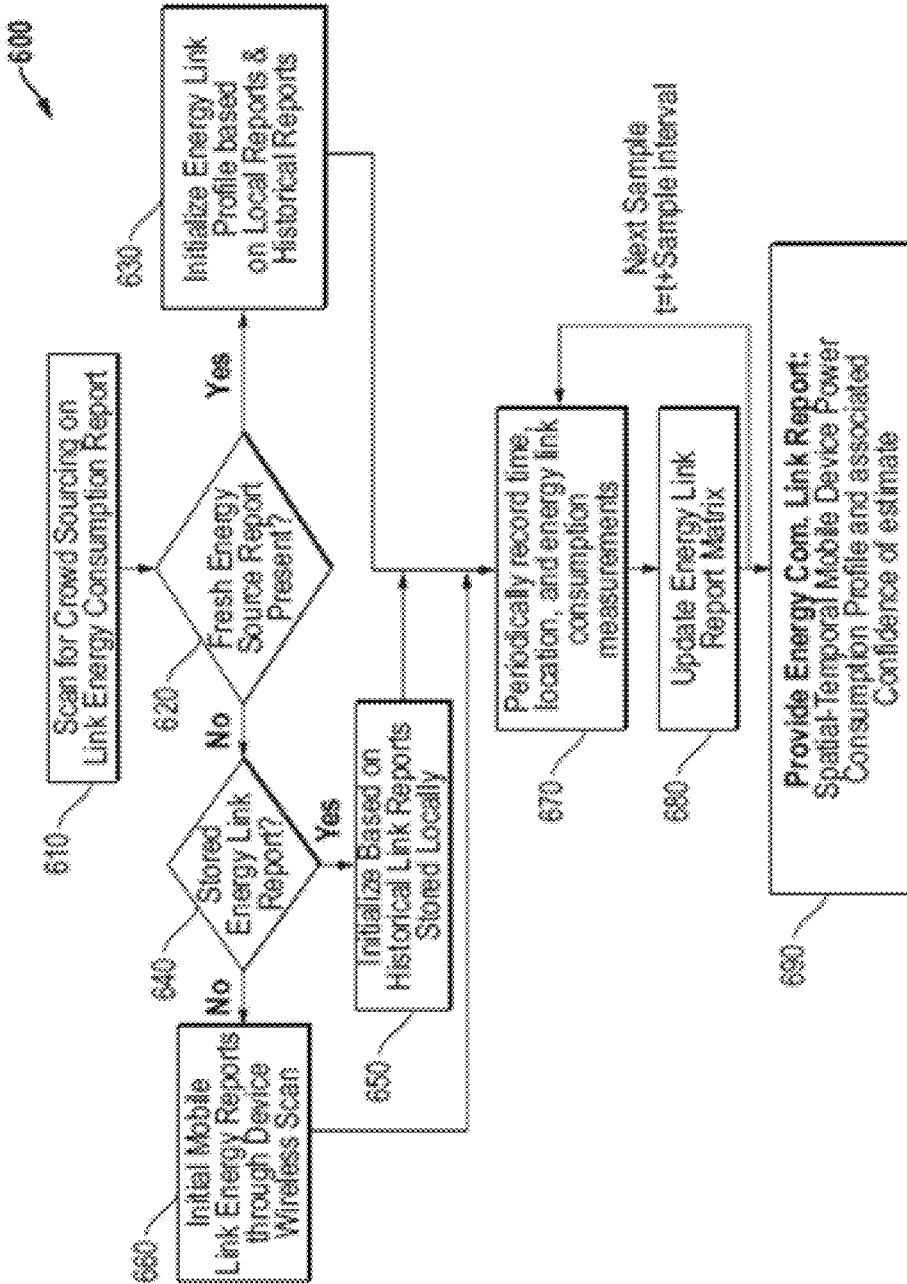 600
Scan for Crowd Sourcing on
Link Energy Consumption Report
610
Fresh Energy
Source Report
Present?
620
Yes
No
Initialize Energy Link
Profile based
on Local Reports &
Historical Reports
630
Stored
Energy Link
Report?
640
Yes
No
Initialize Based on
Historical Link Reports
Stored Locally
650
Initial Mobile
Link Energy Reports
through Device
Wireless Scan
660
Periodically record time,
location, and energy link
consumption
measurements
670
Next Sample
t=t+Sample interval
Update Energy Link
Report Matrix
680
Provide Energy Com. Link Report:
Spatial-Temporal Mobile Device Power
Consumption Profile and associated
Confidence of estimate
690